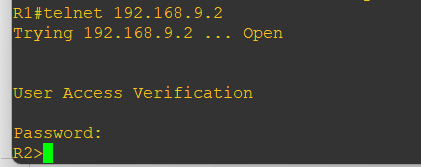 R1#telnet 192.168.9.2
Trying 192.168.9.2 ... Open
User Access Verification
Password:
R2>